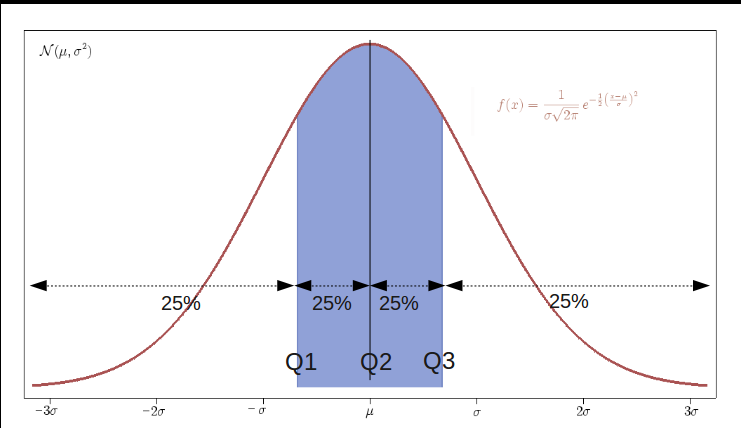 𝒩(μ, σ²)
f(x) = 1/(σ√2π) e^(-1/2((x-μ)/σ)²)
25% 25% 25% 25%
Q1 Q2 Q3
−3σ −2σ −σ μ σ 2σ 3σ